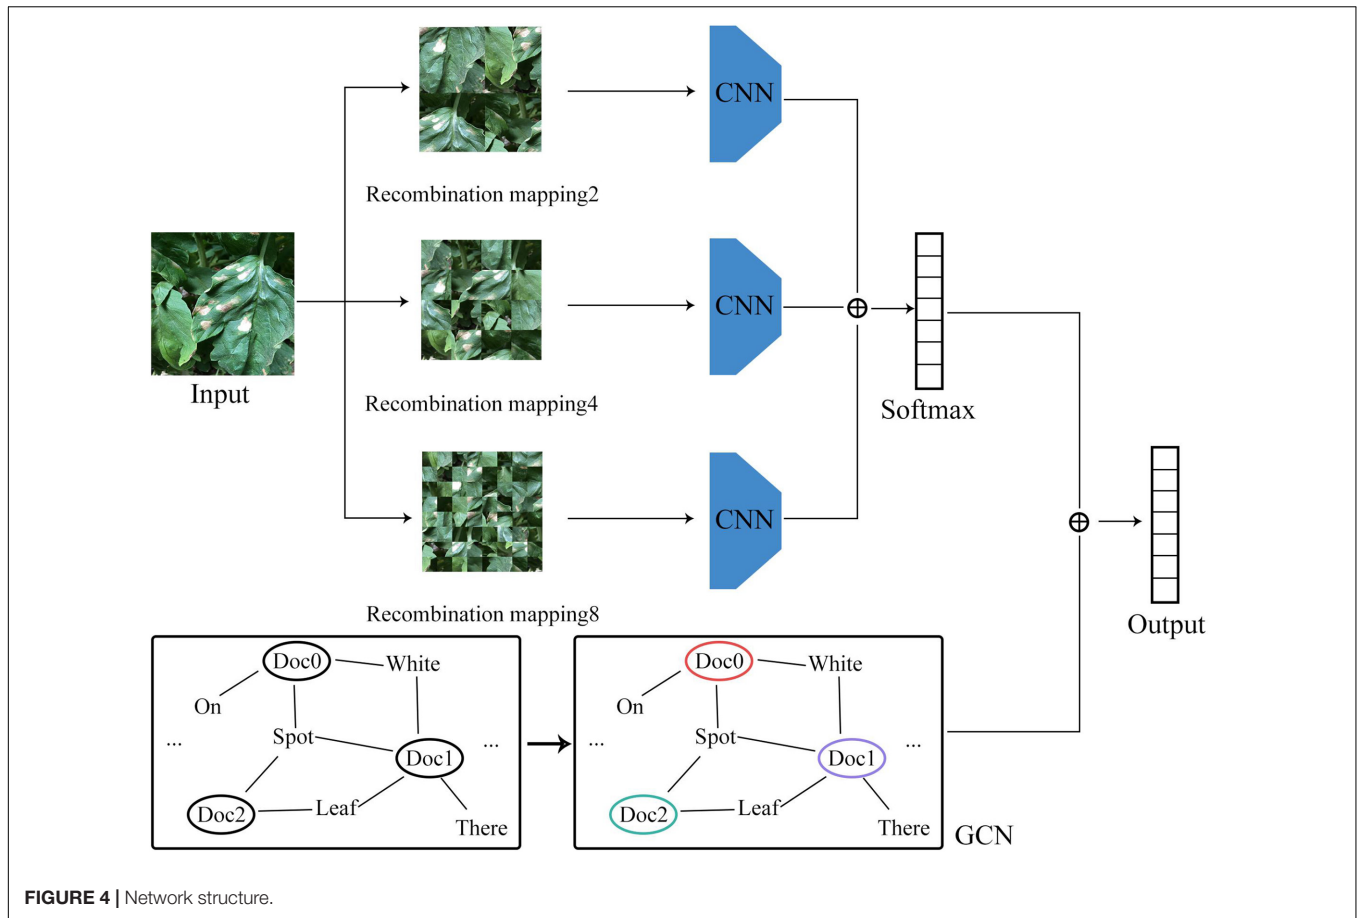 CNN
Recombination mapping2
Input
CNN
Recombination mapping4
Softmax
CNN
Recombination mapping8
Output
Doc0
White
On
Spot
...
...
Doc1
Doc2
Leaf
There
Doc0
White
On
Spot
...
...
Doc1
Doc2
Leaf
There
GCN
FIGURE 4 | Network structure.